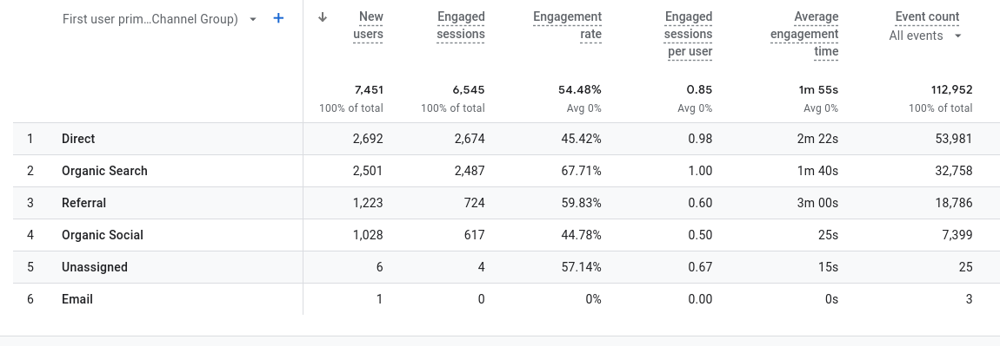 First user prim…Channel Group) + ↓ New users Engaged sessions Engagement rate Engaged sessions per user Average engagement time Event count All events
7,451 6,545 54.48% 0.85 1m 55s 112,952
100% of total 100% of total Avg 0% Avg 0% Avg 0% 100% of total
1 Direct 2,692 2,674 45.42% 0.98 2m 22s 53,981
2 Organic Search 2,501 2,487 67.71% 1.00 1m 40s 32,758
3 Referral 1,223 724 59.83% 0.60 3m 00s 18,786
4 Organic Social 1,028 617 44.78% 0.50 25s 7,399
5 Unassigned 6 4 57.14% 0.67 15s 25
6 Email 1 0 0% 0.00 0s 3